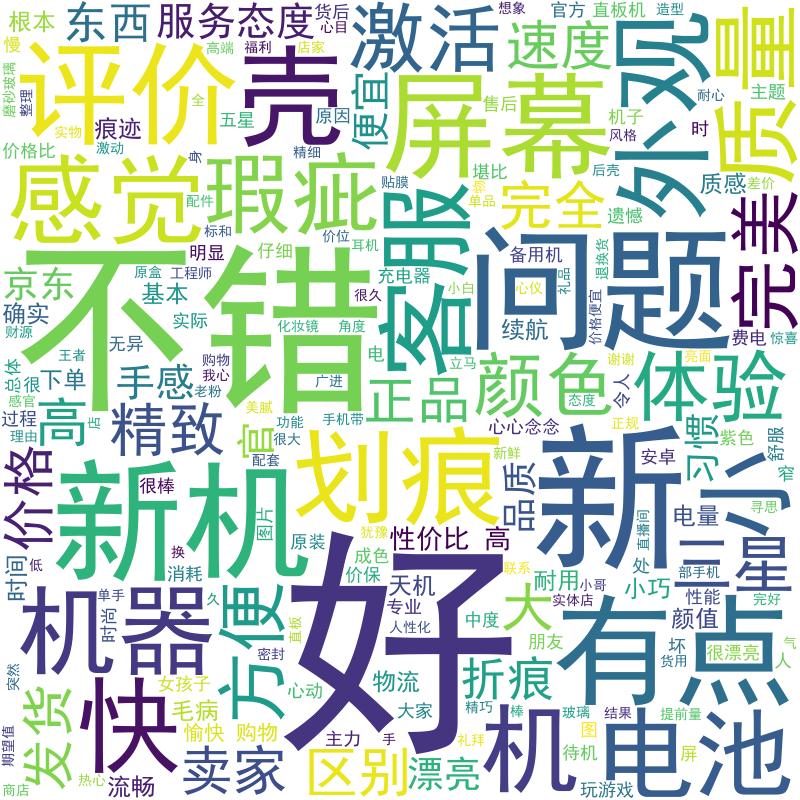 根本
东西
服务态度
货后
心目
激活
想象
官方
直板机
造型
慢
磨砂玻璃
整理
高端
福利
店家
速度
外观
质量
评价
壳
便宜
屏幕
售后
机子
风格
耐心
主题
时
全
实物
痕迹
五星
原因
价格比
激动
身
精细
感觉
瑕疵
贴膜
堪比
后壳
质感
差价
配件
客服
单品
完全
遗憾
完美
标和
价位
耳机
明显
仔细
不错
问题
备用机
退换货
礼品
京东
原盒
工程师
基本
充电器
小白
心仪
很久
确实
实际
化妆镜
角度
续航
价格便宜
费电
惊喜
财源
王者
无异
购物
电
立马
谢谢
亮面
总体
很
下单
手感
我心
老粉
广进
正品
颜色
态度
令人
体验
感官
高
美腻
功能
手机带
过程
理由
占
精致
官
很大
心心念念
正规
习惯
紫色
舒服
配套
新鲜
价格
新机
划痕
新
安卓
小
窄
很棒
图片
品质
寻思
电量
三星
直播间
犹豫
性价比
高
原装
换
低
时间
消耗
成色
价保
联系
处
部手机
好
天机
耐用
小哥
小巧
性能
完好
机器
单手
时间
久
方便
专业
实体店
颜值
人性化
大
中度
有点
直板
朋友
坏
很漂亮
气
货用
人
密封
突然
快
女孩子
心动
物流
折痕
发货
毛病
大家
精巧
棒
机
玻璃
结果
提前量
期望值
愉快
购物
主力
手
礼拜
图
电池
待机
屏
卖家
区别
漂亮
商店
热心
流畅
玩游戏